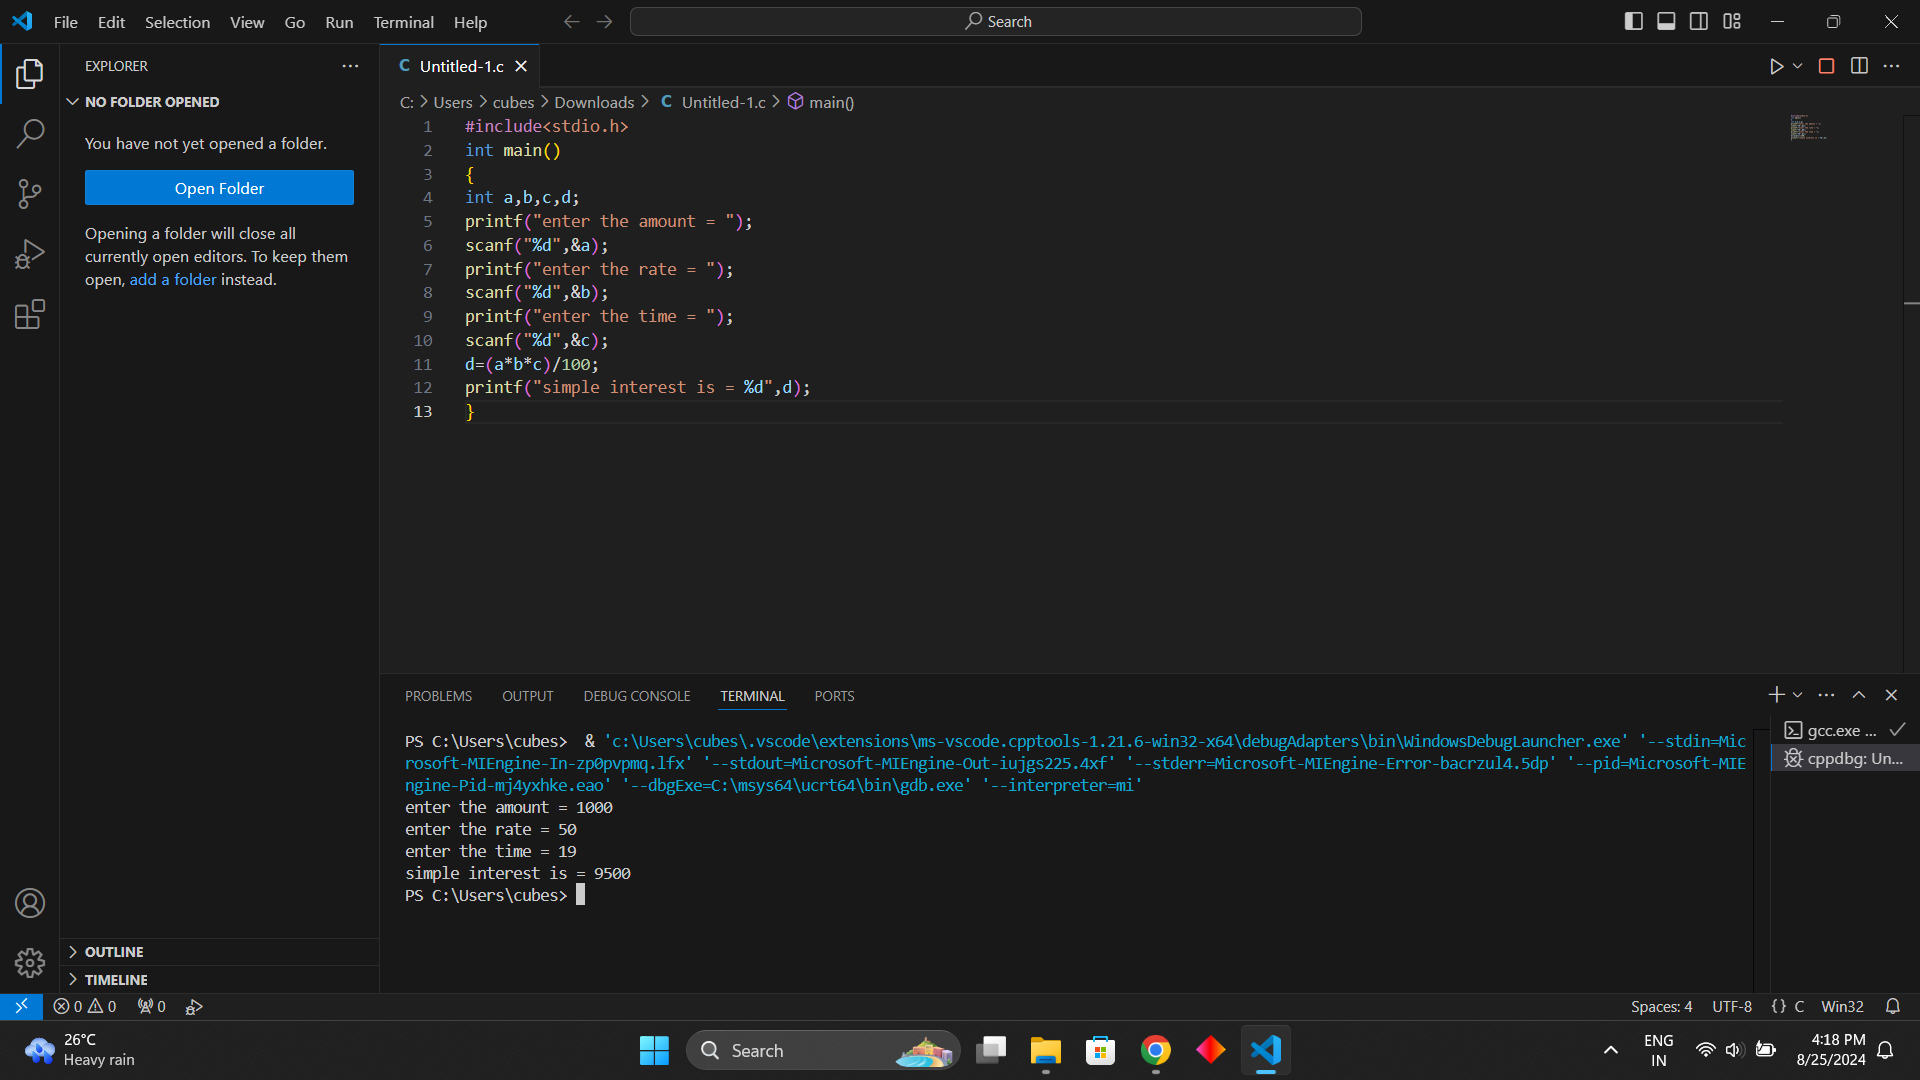 File Edit Selection View Go Run Terminal Help
Search
EXPLORER
NO FOLDER OPENED
You have not yet opened a folder.
Open Folder
Opening a folder will close all
currently open editors. To keep them
open, add a folder instead.
OUTLINE
TIMELINE
C Untitled-1.c
C: > Users > cubes > Downloads > C Untitled-1.c > main()
1 #include<stdio.h>
2 int main()
3 {
4 int a,b,c,d;
5 printf("enter the amount = ");
6 scanf("%d",&a);
7 printf("enter the rate = ");
8 scanf("%d",&b);
9 printf("enter the time = ");
10 scanf("%d",&c);
11 d=(a*b*c)/100;
12 printf("simple interest is = %d",d);
13 }
PROBLEMS OUTPUT DEBUG CONSOLE TERMINAL PORTS
PS C:\Users\cubes>  & 'c:\Users\cubes\.vscode\extensions\ms-vscode.cpptools-1.21.6-win32-x64\debugAdapters\bin\WindowsDebugLauncher.exe' '--stdin=Mic
rosoft-MIEngine-In-zp0pvpmq.lfx' '--stdout=Microsoft-MIEngine-Out-iujgs225.4xf' '--stderr=Microsoft-MIEngine-Error-bacrzul4.5dp' '--pid=Microsoft-MIE
ngine-Pid-mj4yxhke.eao' '--dbgExe=C:\msys64\ucrt64\bin\gdb.exe' '--interpreter=mi'
enter the amount = 1000
enter the rate = 50
enter the time = 19
simple interest is = 9500
PS C:\Users\cubes>
gcc.exe ...
cppdbg: Un...
0 0 0
Spaces: 4 UTF-8 {} C Win32
26°C
Heavy rain
Search
ENG
IN
4:18 PM
8/25/2024